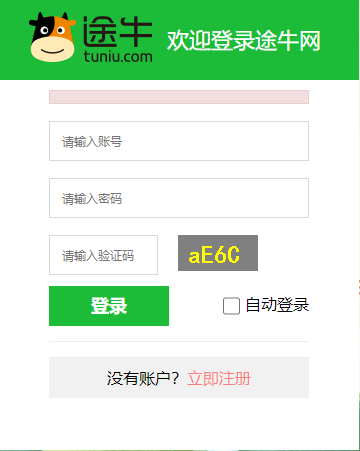 途牛
tuniu.com
欢迎登录途牛网
请输入账号
请输入密码
请输入验证码
aE6C
登录
自动登录
没有账户？立即注册